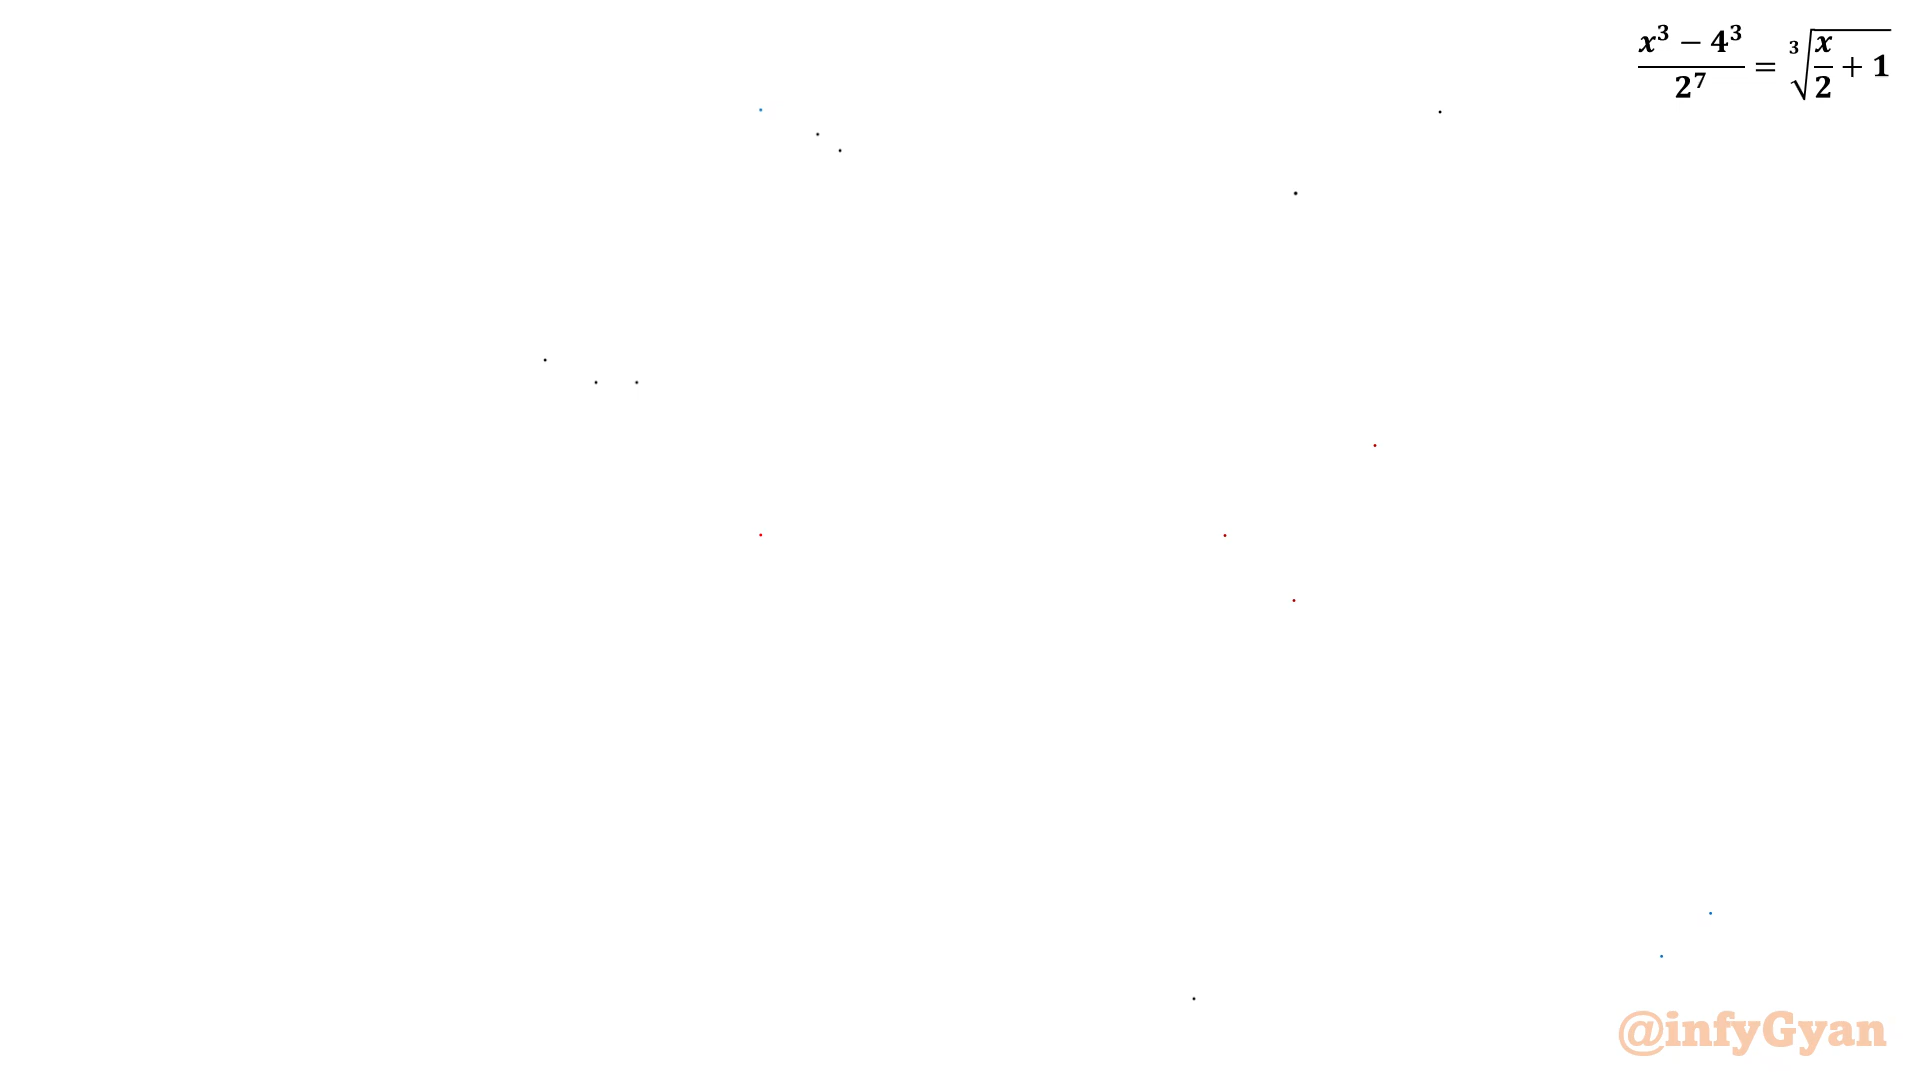 x³ − 4³ / 2⁷ = ∛(x/2 + 1)
@infyGyan